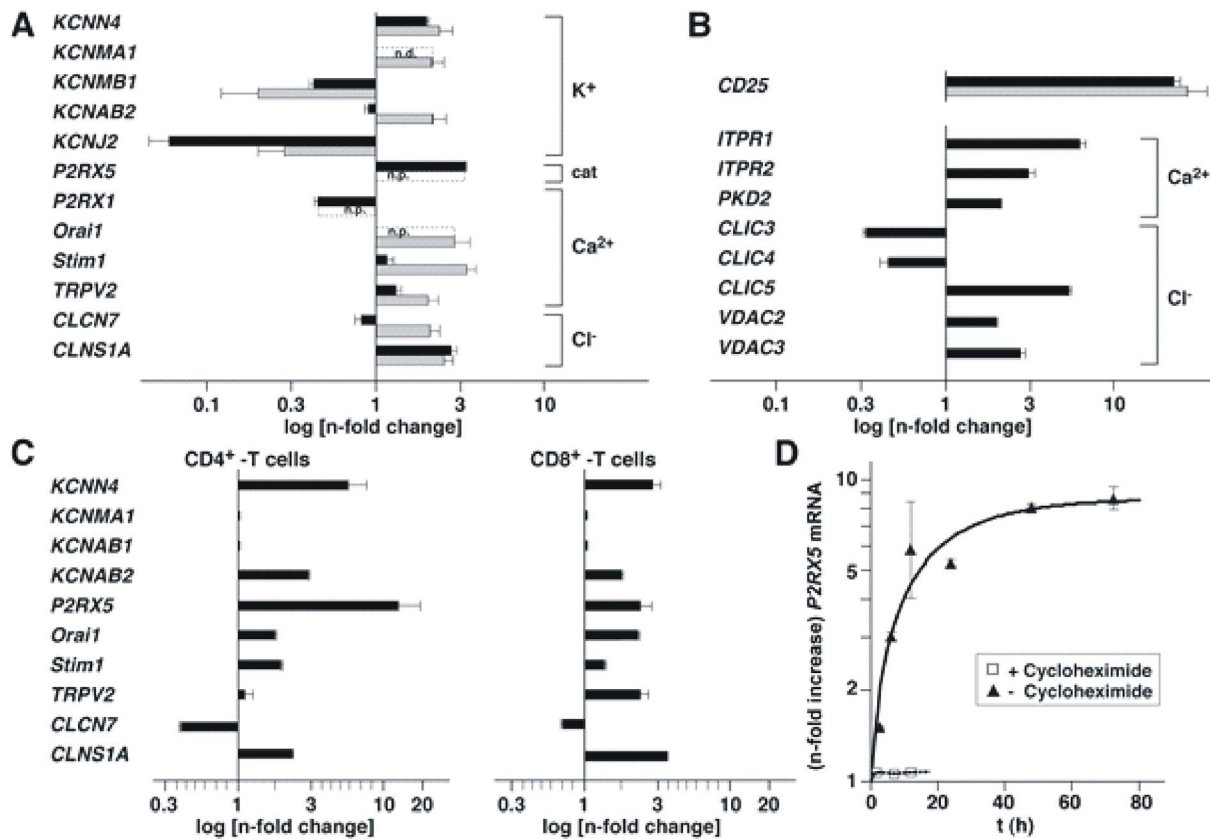 A
KCNN4
KCNMA1
n.d.
KCNMB1
KCNAB2
KCNJ2
K+
P2RX5
n.p.
cat
P2RX1
n.p.
Orai1
n.p.
Stim1
TRPV2
Ca2+
CLCN7
CLNS1A
Cl-
0.1 0.3 1 3 10
log [n-fold change]
B
CD25
ITPR1
ITPR2
PKD2
Ca2+
CLIC3
CLIC4
CLIC5
VDAC2
VDAC3
Cl-
0.1 0.3 1 3 10
log [n-fold change]
C
CD4+ -T cells
CD8+ -T cells
KCNN4
KCNMA1
KCNAB1
KCNAB2
P2RX5
Orai1
Stim1
TRPV2
CLCN7
CLNS1A
0.3 1 3 10 20
log [n-fold change]
0.3 1 3 10 20
log [n-fold change]
D
(n-fold increase) P2RX5 mRNA
10
5
2
1
+ Cycloheximide
- Cycloheximide
0 20 40 60 80
t (h)